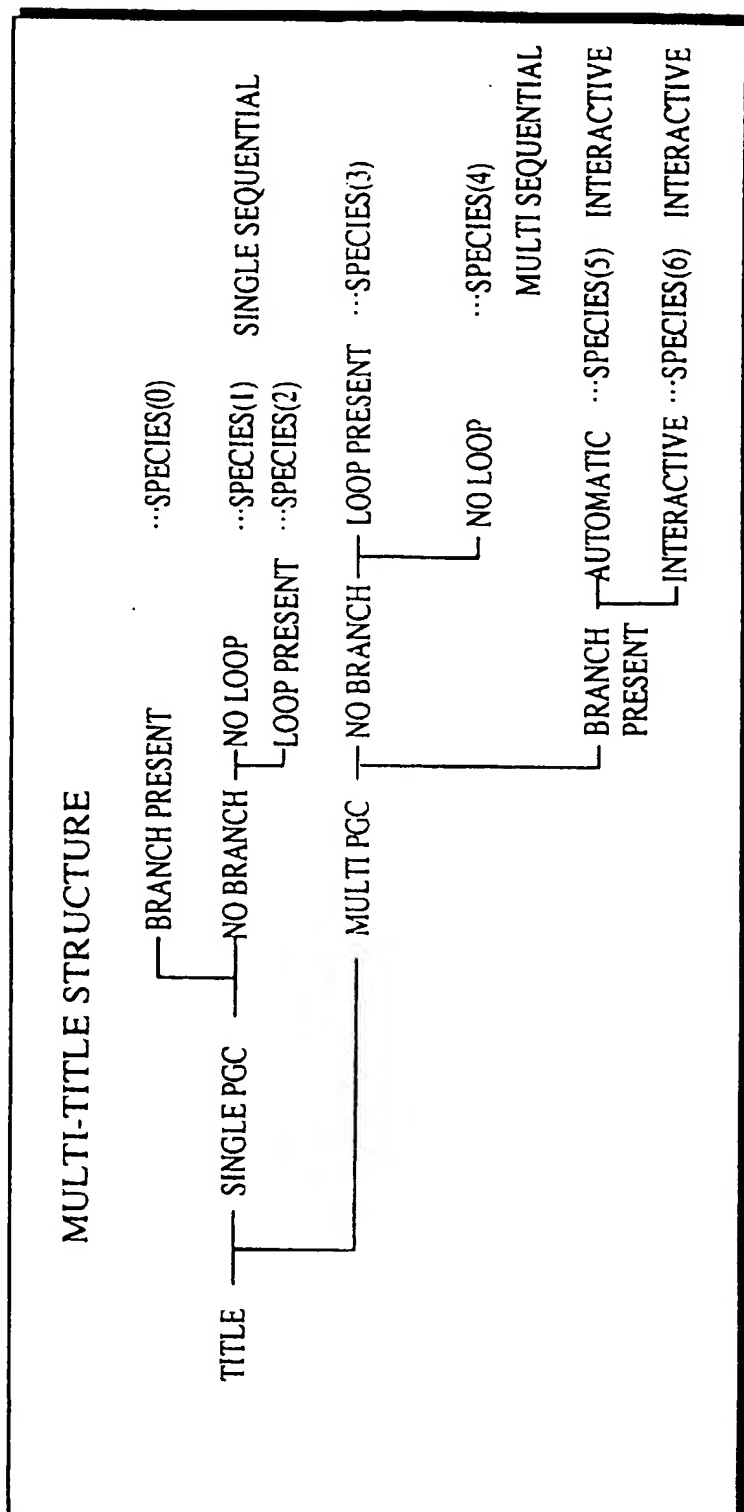 MULTI-TITLE STRUCTURE
BRANCH PRESENT ···SPECIES(0)
TITLE SINGLE PGC NO BRANCH NO LOOP ···SPECIES(1) SINGLE SEQUENTIAL
LOOP PRESENT ···SPECIES(2)
MULTI PGC NO BRANCH LOOP PRESENT ···SPECIES(3)
NO LOOP ···SPECIES(4)
MULTI SEQUENTIAL
BRANCH AUTOMATIC ···SPECIES(5) INTERACTIVE
PRESENT
INTERACTIVE ···SPECIES(6) INTERACTIVE